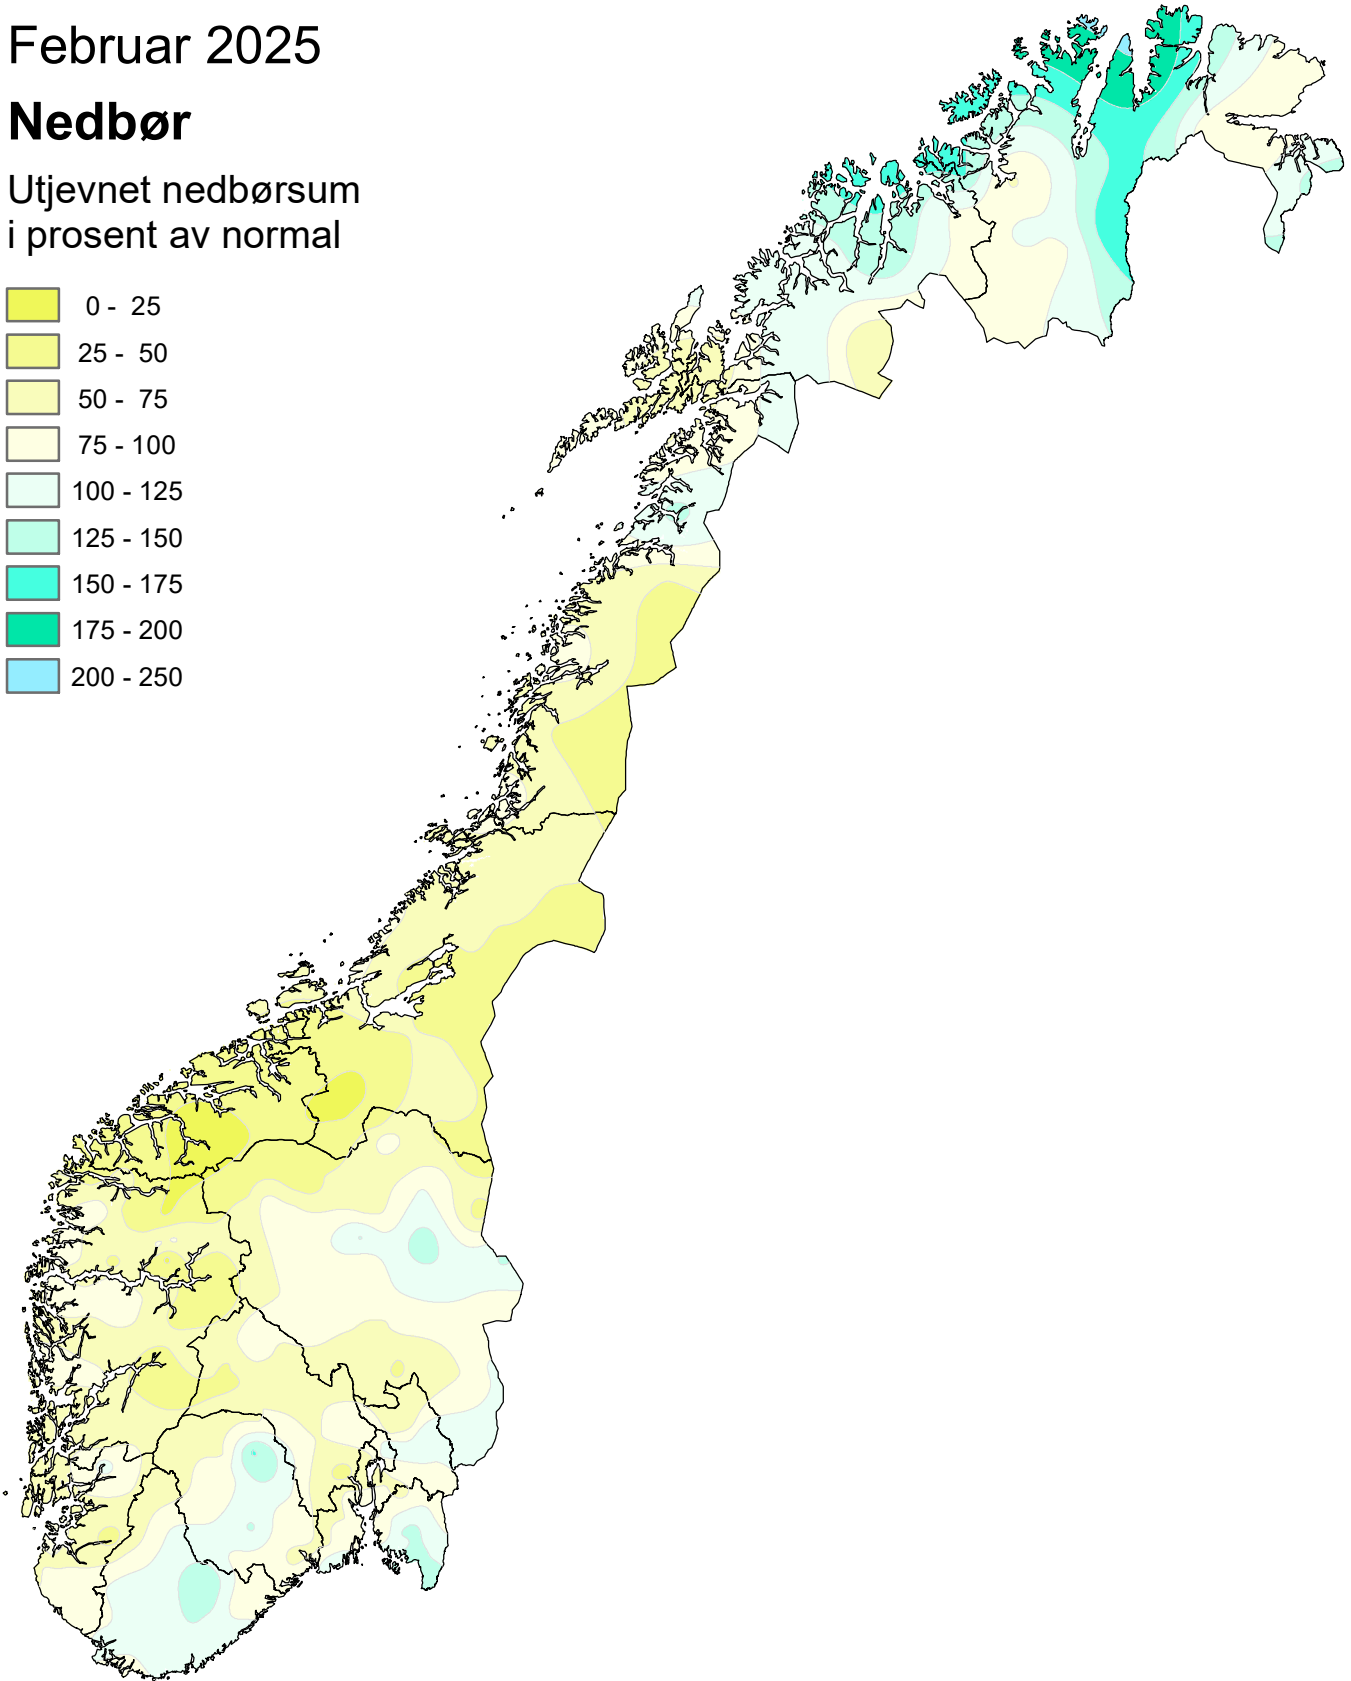 Februar 2025
Nedbør
Utjevnet nedbørsum
i prosent av normal
0 - 25
25 - 50
50 - 75
75 - 100
100 - 125
125 - 150
150 - 175
175 - 200
200 - 250